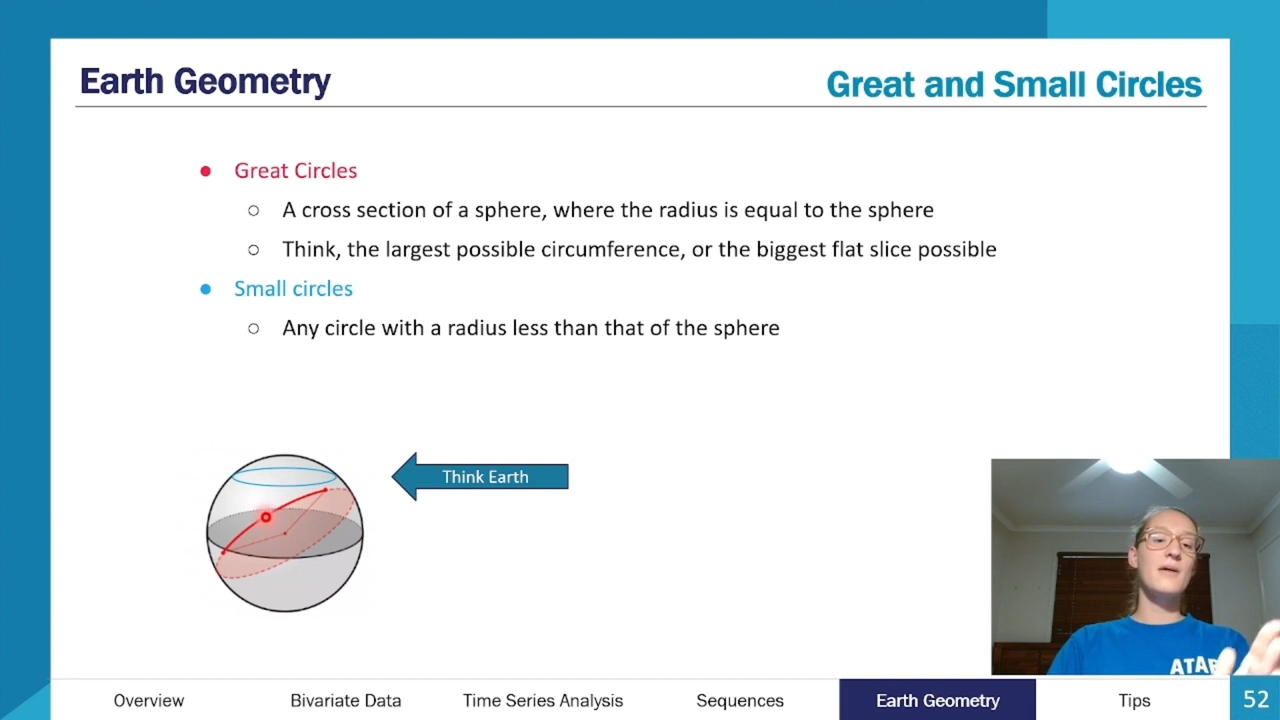 Earth Geometry
Great and Small Circles
● Great Circles
○ A cross section of a sphere, where the radius is equal to the sphere
○ Think, the largest possible circumference, or the biggest flat slice possible
● Small circles
○ Any circle with a radius less than that of the sphere
Think Earth
Overview
Bivariate Data
Time Series Analysis
Sequences
Earth Geometry
Tips
52